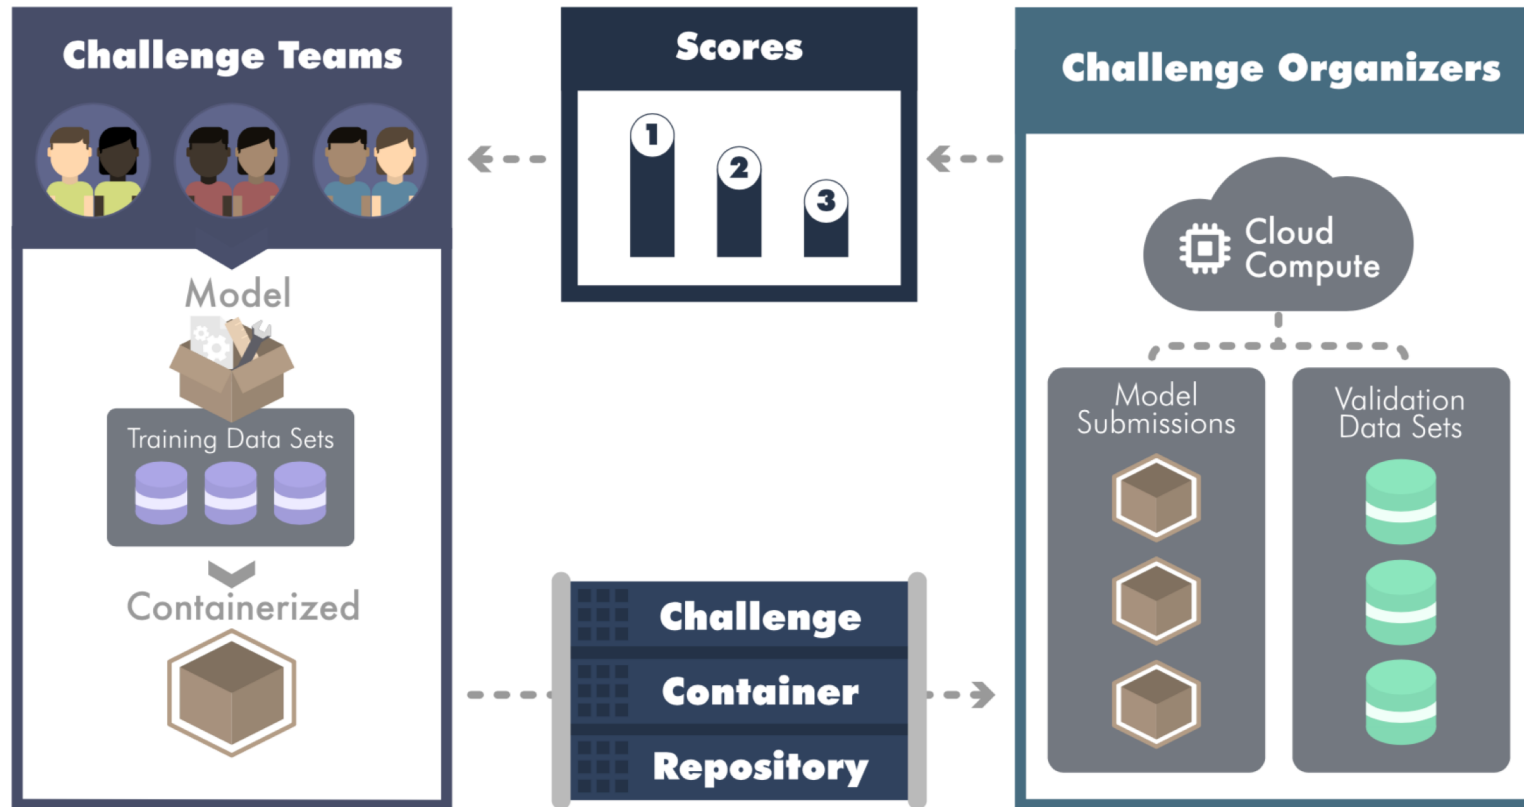 Challenge Teams
Model
Training Data Sets
Containerized
Scores
1
2
3
Challenge
Container
Repository
Challenge Organizers
Cloud
Compute
Model
Submissions
Validation
Data Sets